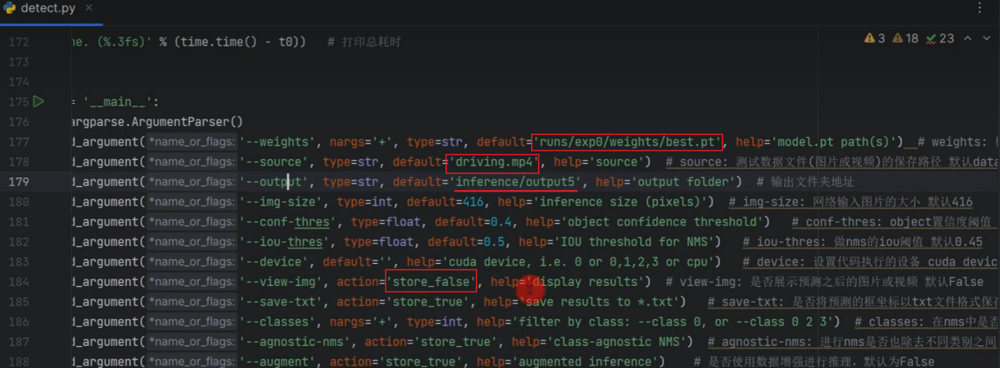 detect.py
3 18 23
172 ne. (%.3fs)' % (time.time() - t0)) # 打印总耗时
173
174
175 = '__main__':
176 argparse.ArgumentParser()
177 d_argument( *name_or_flags: '--weights', nargs='+', type=str, default='runs/exp0/weights/best.pt', help='model.pt path(s)') # weights:
178 d_argument( *name_or_flags: '--source', type=str, default='driving.mp4', help='source') # source: 测试数据文件(图片或视频)的保存路径 默认data
179 d_argument( *name_or_flags: '--output', type=str, default='inference/output5', help='output folder') # 输出文件夹地址
180 d_argument( *name_or_flags: '--img-size', type=int, default=416, help='inference size (pixels)') # img-size: 网络输入图片的大小 默认416
181 d_argument( *name_or_flags: '--conf-thres', type=float, default=0.4, help='object confidence threshold') # conf-thres: object置信度阈值
182 d_argument( *name_or_flags: '--iou-thres', type=float, default=0.5, help='IOU threshold for NMS') # iou-thres: 做nms的iou阈值 默认0.45
183 d_argument( *name_or_flags: '--device', default='', help='cuda device, i.e. 0 or 0,1,2,3 or cpu') # device: 设置代码执行的设备 cuda devic
184 d_argument( *name_or_flags: '--view-img', action='store_false', help='display results') # view-img: 是否展示预测之后的图片或视频 默认False
185 d_argument( *name_or_flags: '--save-txt', action='store_true', help='save results to *.txt') # save-txt: 是否将预测的框坐标以txt文件格式保存
186 d_argument( *name_or_flags: '--classes', nargs='+', type=int, help='filter by class: --class 0, or --class 0 2 3') # classes: 在nms中是否
187 d_argument( *name_or_flags: '--agnostic-nms', action='store_true', help='class-agnostic NMS') # agnostic-nms: 进行nms是否也除去不同类别之间
188 d_argument( *name_or_flags: '--augment', action='store_true', help='augmented inference') # 是否使用数据增强进行推理，默认为False